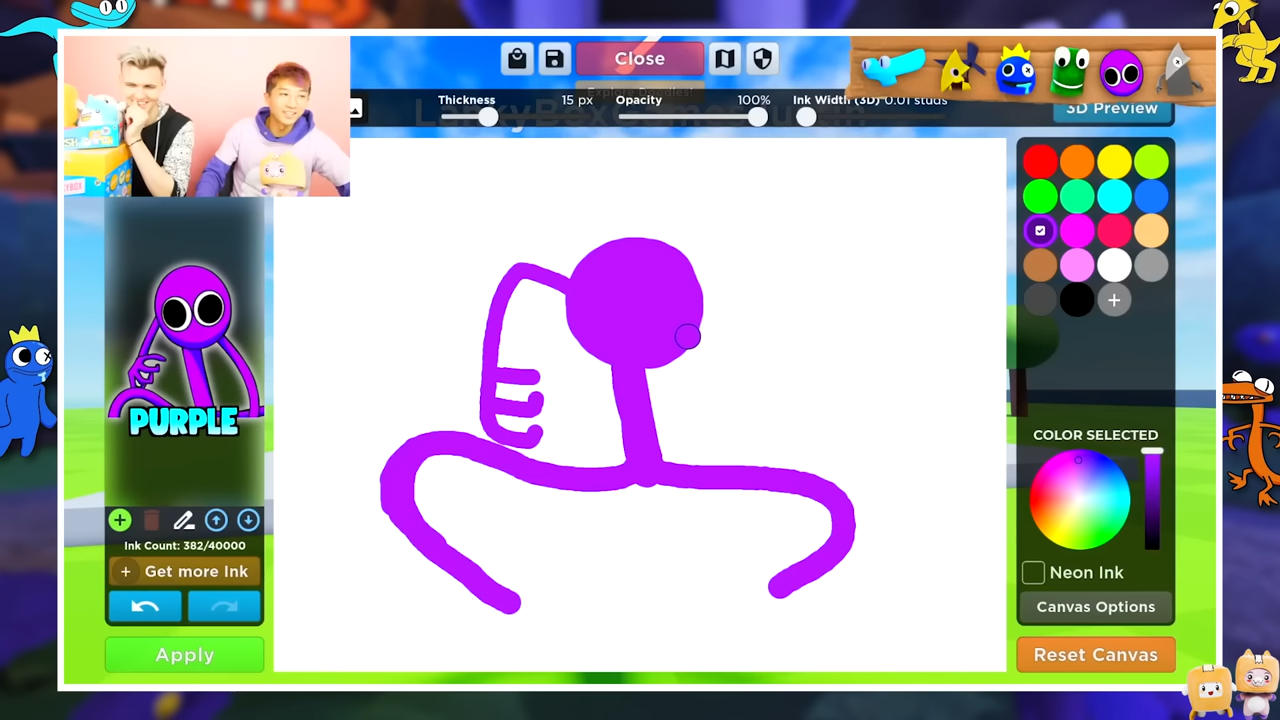 Close
Thickness
15 px
Opacity
100%
Ink Width (3D) 0.01 studs
3D Preview
PURPLE
Ink Count: 382/40000
+ Get more Ink
Apply
COLOR SELECTED
Neon Ink
Canvas Options
Reset Canvas